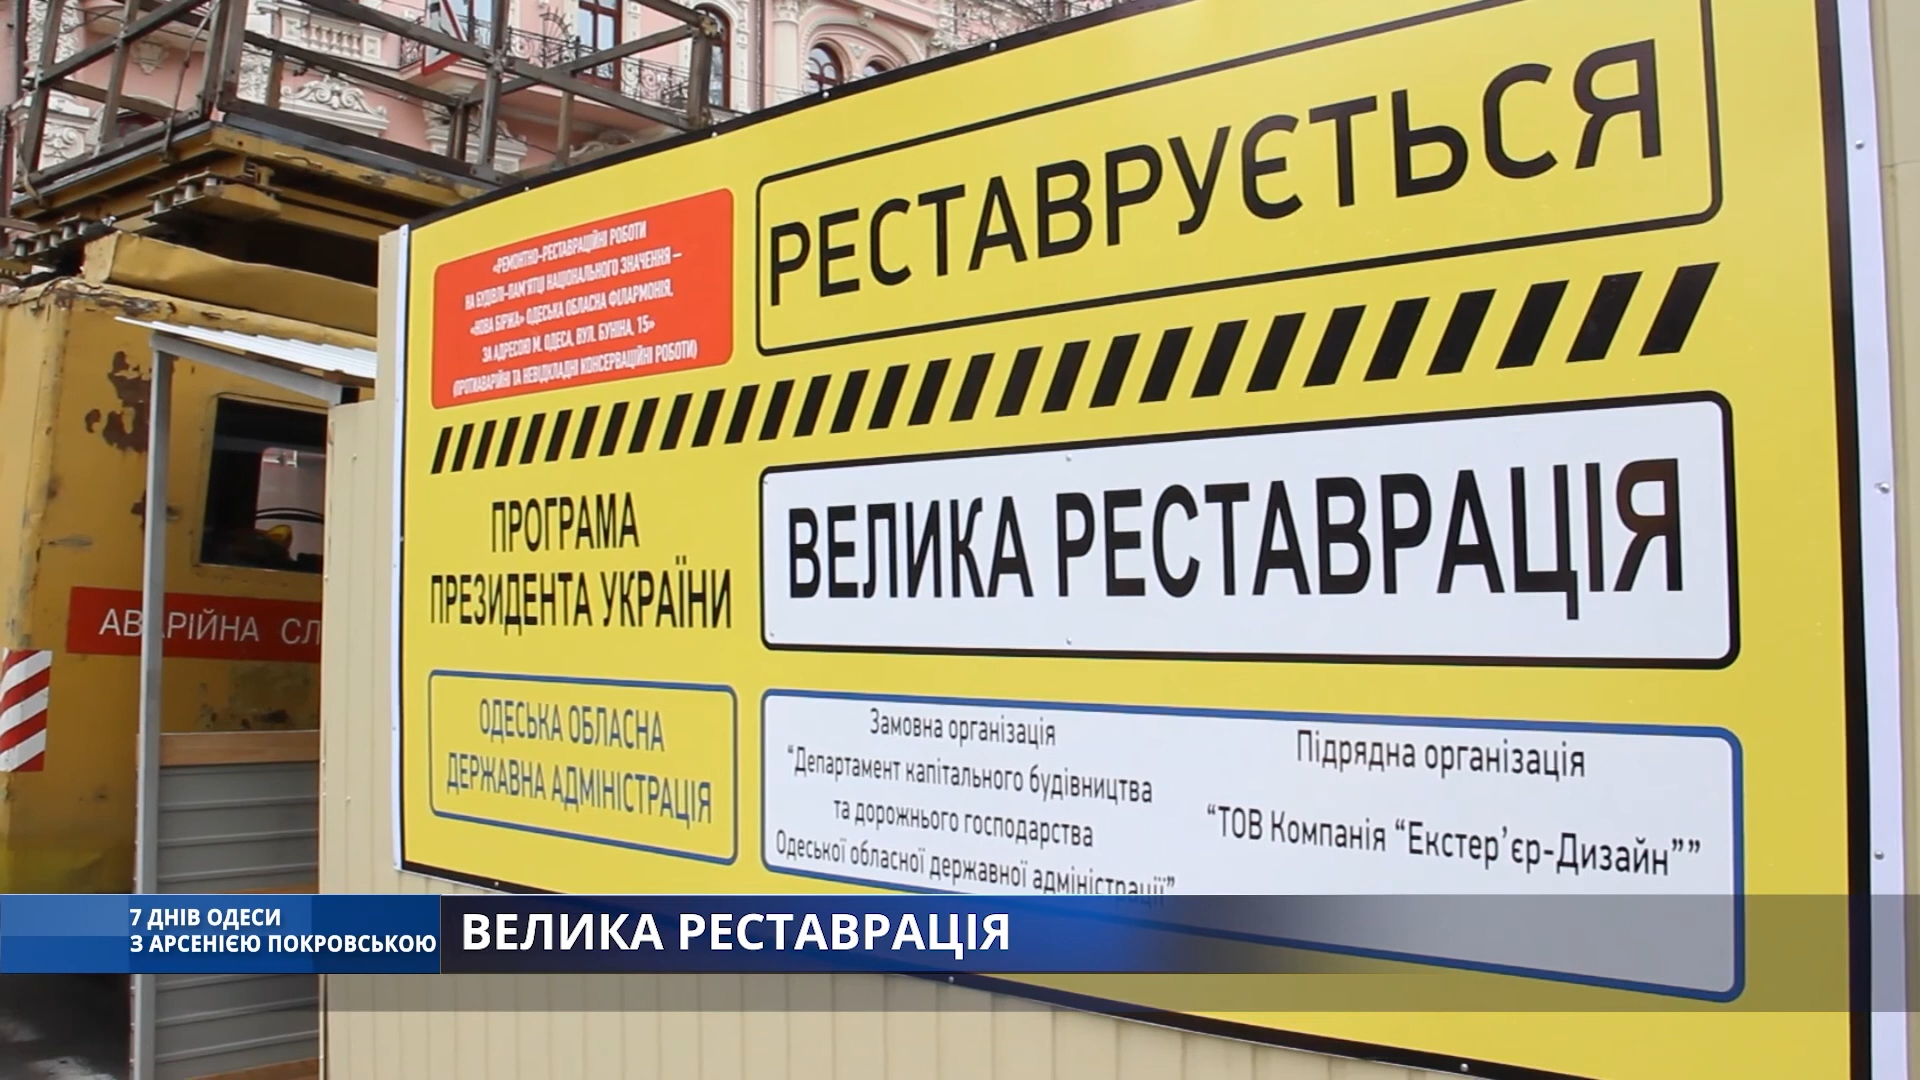 РЕСТАВРУЄТЬСЯ
«РЕМОНТНО-РЕСТАВРАЦІЙНІ РОБОТИ
НА БУДІВЛІ-ПАМ'ЯТЦІ НАЦІОНАЛЬНОГО ЗНАЧЕННЯ –
«НОВА БІРЖА» ОДЕСЬКА ОБЛАСНА ФІЛАРМОНІЯ,
ЗА АДРЕСОЮ М. ОДЕСА, ВУЛ. БУНІНА, 15»
(ПРОТИАВАРІЙНІ ТА НЕВІДКЛАДНІ КОНСЕРВАЦІЙНІ РОБОТИ)
ПРОГРАМА
ПРЕЗИДЕНТА УКРАЇНИ
ВЕЛИКА РЕСТАВРАЦІЯ
АВАРІЙНА СЛ
ОДЕСЬКА ОБЛАСНА
ДЕРЖАВНА АДМІНІСТРАЦІЯ
Замовна організація
“Департамент капітального будівництва
та дорожнього господарства
Одеської обласної державної адміністрації”
Підрядна організація
“ТОВ Компанія “Екстер’єр-Дизайн””
7 ДНІВ ОДЕСИ
З АРСЕНІЄЮ ПОКРОВСЬКОЮ
ВЕЛИКА РЕСТАВРАЦІЯ